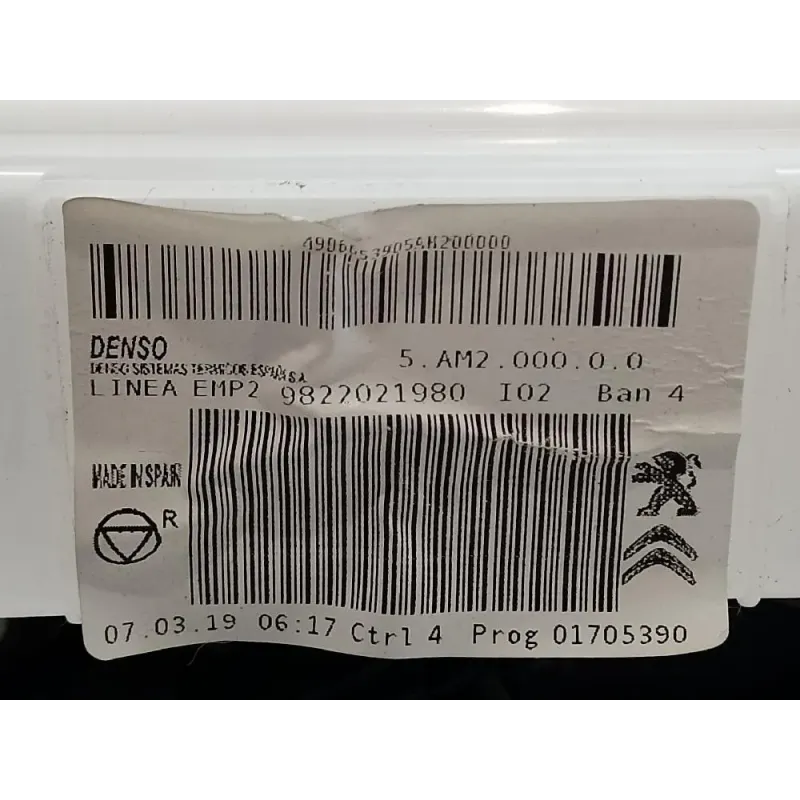 DENSO 5.AM2.000.0.0
DENSO SISTEMAS TERMICOS ESPAÑA S.A.
LINEA EMP2 9822021980 I02 Ban 4
MADE IN SPAIN
R
07.03.19 06:17 Ctrl 4 Prog 01705390